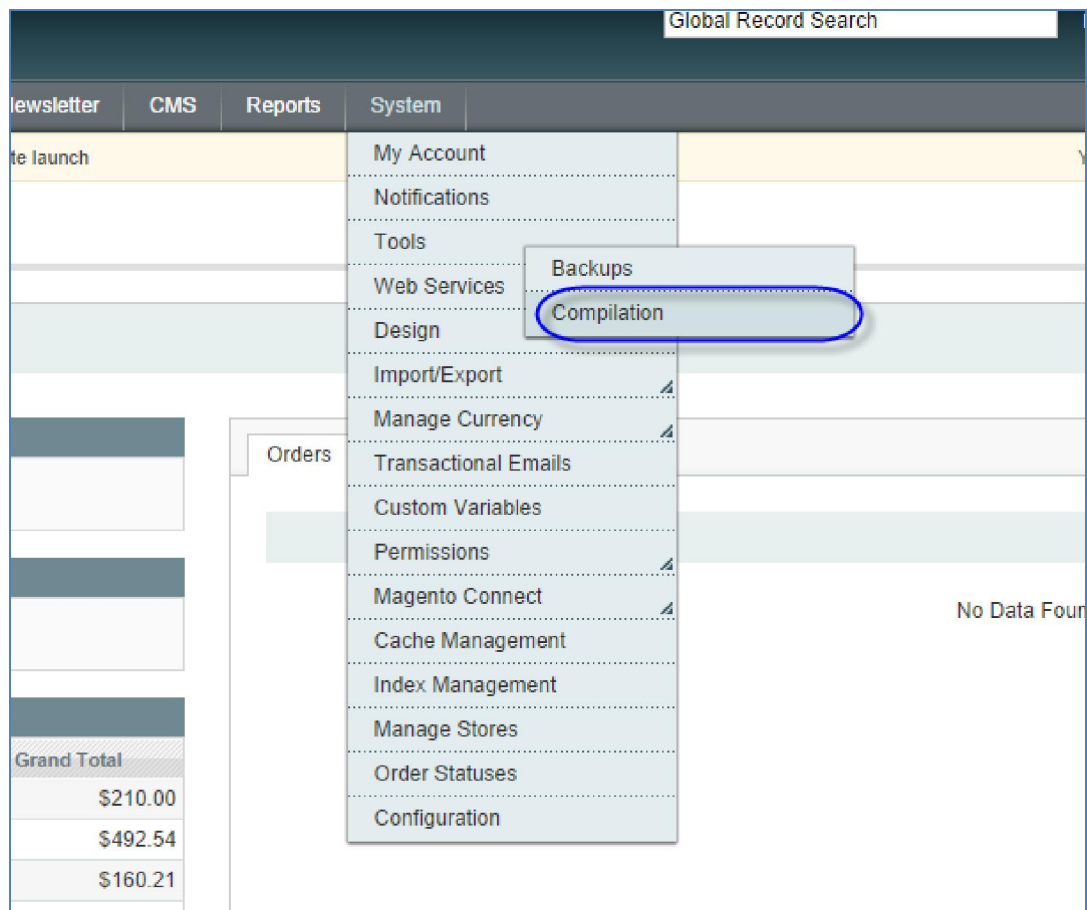 Global Record Search
lewsletter CMS Reports System
te launch
My Account
Notifications
Tools
Backups
Web Services
Compilation
Design
Import/Export
Manage Currency
Orders
Transactional Emails
Custom Variables
Permissions
Magento Connect
No Data Foun
Cache Management
Index Management
Manage Stores
Grand Total
Order Statuses
$210.00
Configuration
$492.54
$160.21